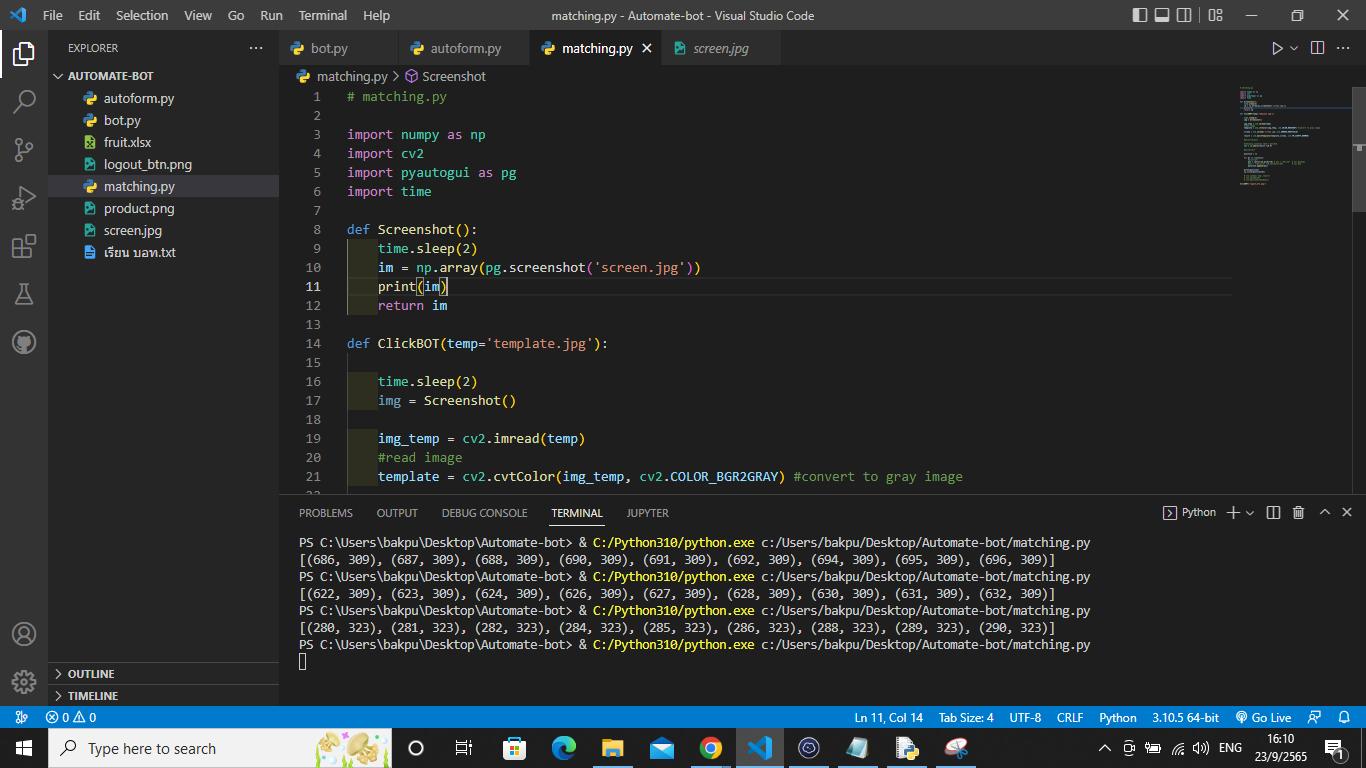 File Edit Selection View Go Run Terminal Help
matching.py - Automate-bot - Visual Studio Code
EXPLORER
AUTOMATE-BOT
autoform.py
bot.py
fruit.xlsx
logout_btn.png
matching.py
product.png
screen.jpg
เรียน บอท.txt
OUTLINE
TIMELINE
bot.py autoform.py matching.py screen.jpg
matching.py > Screenshot
1 # matching.py
2
3 import numpy as np
4 import cv2
5 import pyautogui as pg
6 import time
7
8 def Screenshot():
9 time.sleep(2)
10 im = np.array(pg.screenshot('screen.jpg'))
11 print(im)
12 return im
13
14 def ClickBOT(temp='template.jpg'):
15
16 time.sleep(2)
17 img = Screenshot()
18
19 img_temp = cv2.imread(temp)
20 #read image
21 template = cv2.cvtColor(img_temp, cv2.COLOR_BGR2GRAY) #convert to gray image
PROBLEMS OUTPUT DEBUG CONSOLE TERMINAL JUPYTER
Python
PS C:\Users\bakpu\Desktop\Automate-bot> & C:/Python310/python.exe c:/Users/bakpu/Desktop/Automate-bot/matching.py
[(686, 309), (687, 309), (688, 309), (690, 309), (691, 309), (692, 309), (694, 309), (695, 309), (696, 309)]
PS C:\Users\bakpu\Desktop\Automate-bot> & C:/Python310/python.exe c:/Users/bakpu/Desktop/Automate-bot/matching.py
[(622, 309), (623, 309), (624, 309), (626, 309), (627, 309), (628, 309), (630, 309), (631, 309), (632, 309)]
PS C:\Users\bakpu\Desktop\Automate-bot> & C:/Python310/python.exe c:/Users/bakpu/Desktop/Automate-bot/matching.py
[(280, 323), (281, 323), (282, 323), (284, 323), (285, 323), (286, 323), (288, 323), (289, 323), (290, 323)]
PS C:\Users\bakpu\Desktop\Automate-bot> & C:/Python310/python.exe c:/Users/bakpu/Desktop/Automate-bot/matching.py
0 0
Ln 11, Col 14 Tab Size: 4 UTF-8 CRLF Python 3.10.5 64-bit Go Live
Type here to search
ENG
16:10
23/9/2565
1